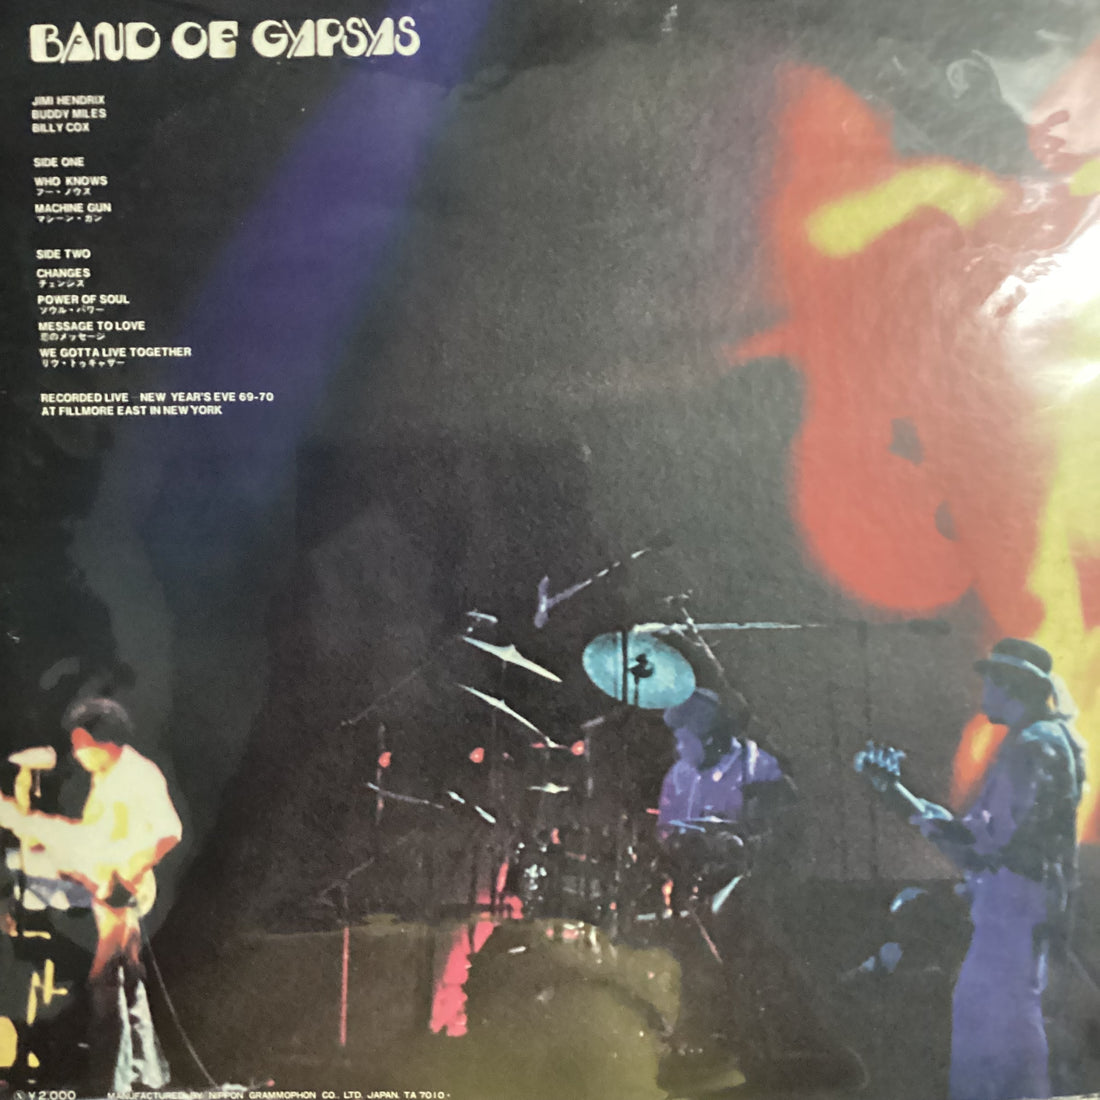 BAND OF GYPSYS
JIMI HENDRIX
BUDDY MILES
BILLY COX
SIDE ONE
WHO KNOWS
フー・ノウズ
MACHINE GUN
マシーン・ガン
SIDE TWO
CHANGES
チェンジス
POWER OF SOUL
ソウル・パワー
MESSAGE TO LOVE
恋のメッセージ
WE GOTTA LIVE TOGETHER
リヴ・トゥギャザー
RECORDED LIVE NEW YEAR'S EVE 69-70
AT FILLMORE EAST IN NEW YORK
¥2,000 MANUFACTURED BY NIPPON GRAMMOPHON CO., LTD. JAPAN. TA 7010